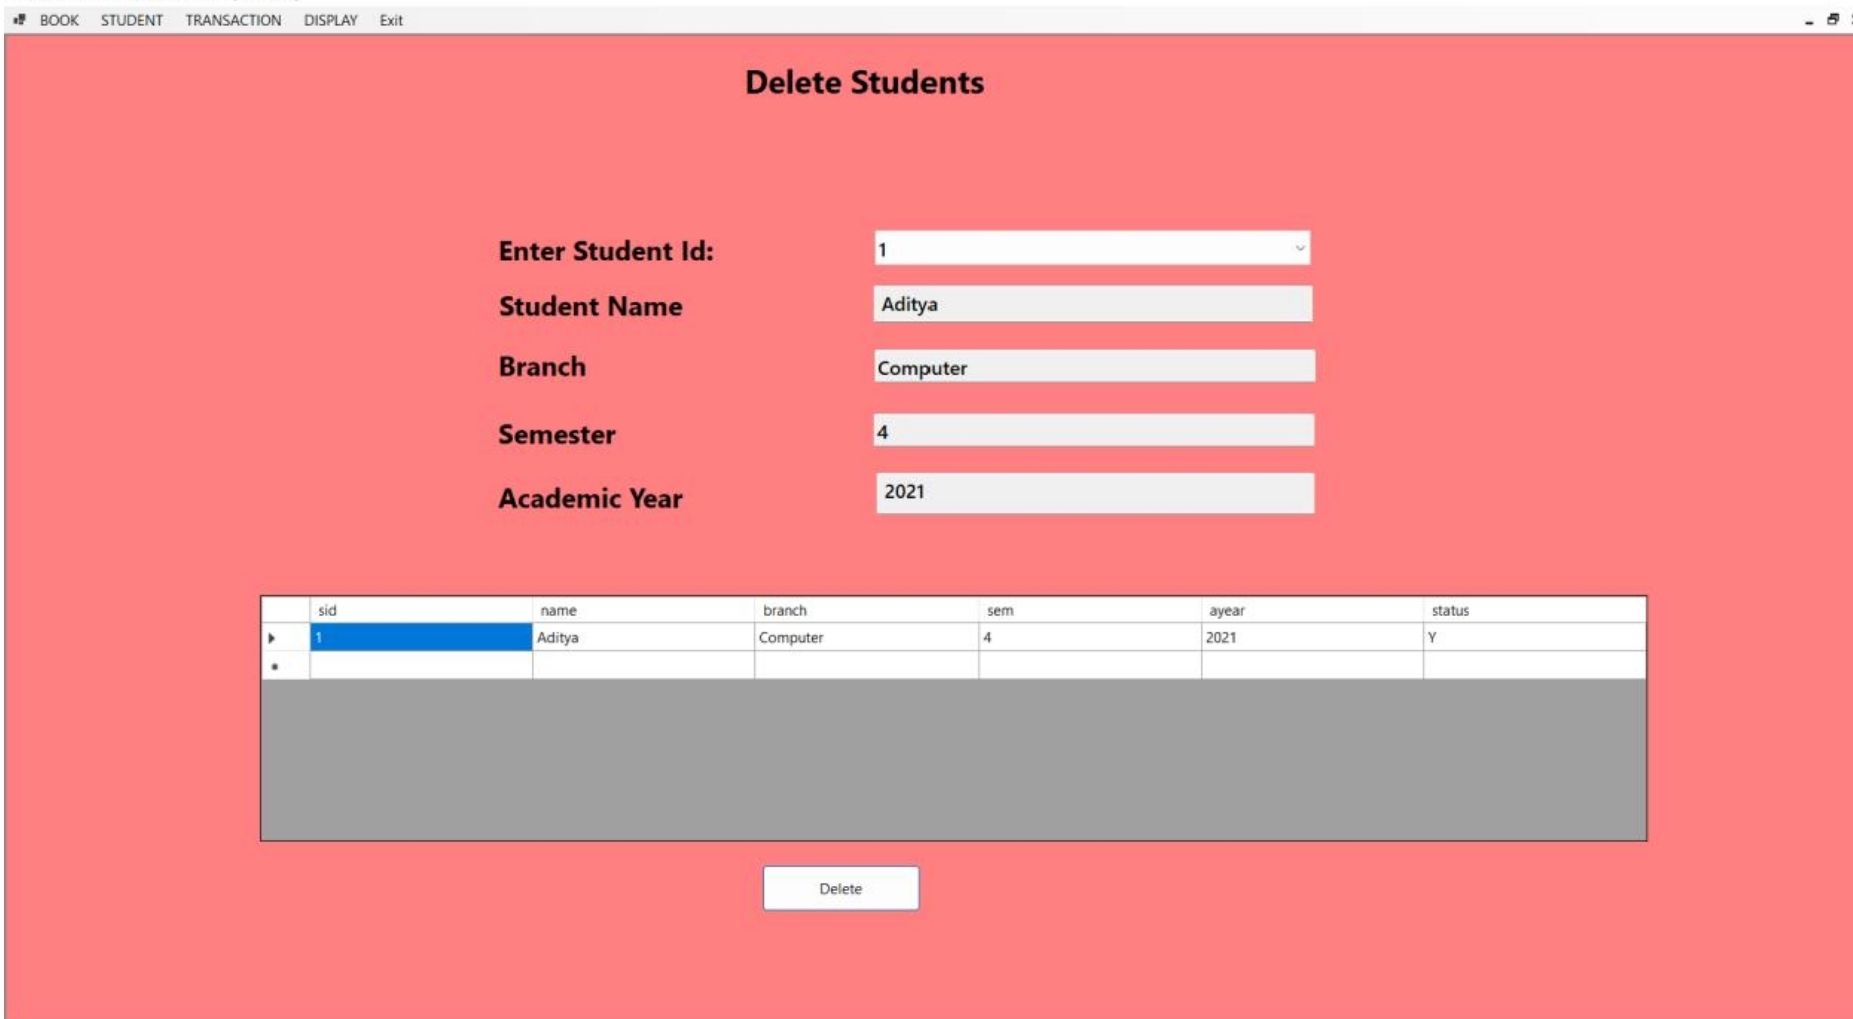 BOOK STUDENT TRANSACTION DISPLAY Exit
Delete Students
Enter Student Id: 1
Student Name Aditya
Branch Computer
Semester 4
Academic Year 2021
sid name branch sem ayear status
1 Aditya Computer 4 2021 Y
Delete